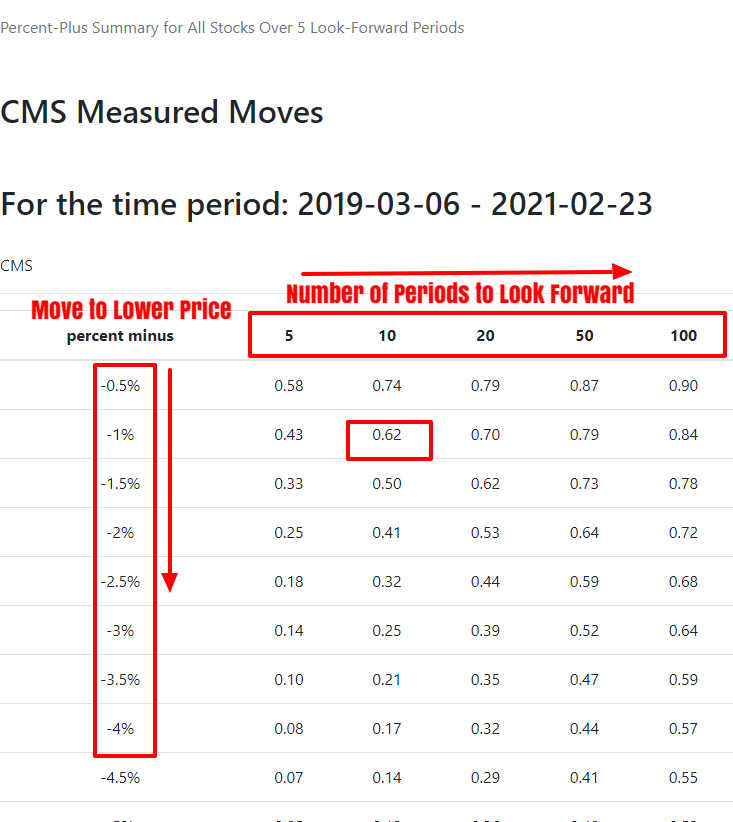 Percent-Plus Summary for All Stocks Over 5 Look-Forward Periods
CMS Measured Moves
For the time period: 2019-03-06 - 2021-02-23
CMS
Move to Lower Price
Number of Periods to Look Forward
percent minus 5 10 20 50 100
-0.5% 0.58 0.74 0.79 0.87 0.90
-1% 0.43 0.62 0.70 0.79 0.84
-1.5% 0.33 0.50 0.62 0.73 0.78
-2% 0.25 0.41 0.53 0.64 0.72
-2.5% 0.18 0.32 0.44 0.59 0.68
-3% 0.14 0.25 0.39 0.52 0.64
-3.5% 0.10 0.21 0.35 0.47 0.59
-4% 0.08 0.17 0.32 0.44 0.57
-4.5% 0.07 0.14 0.29 0.41 0.55